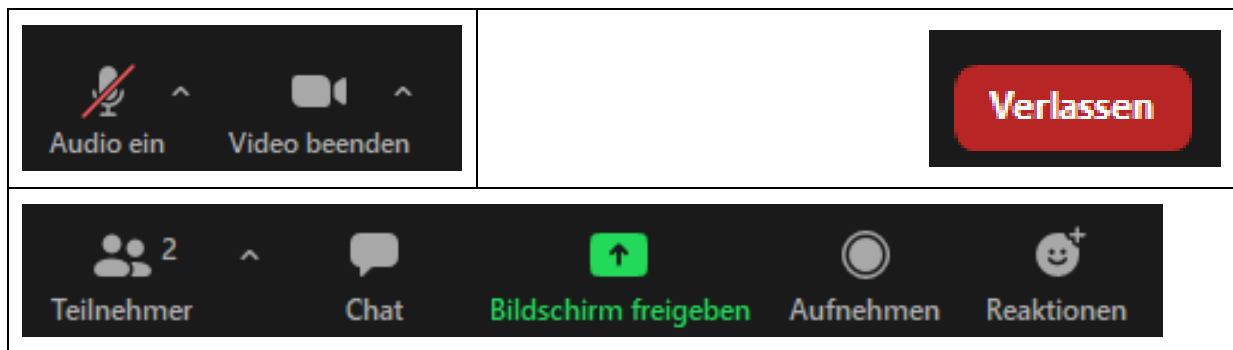 Audio ein
Video beenden
Verlassen
2
Teilnehmer
Chat
Bildschirm freigeben
Aufnehmen
Reaktionen